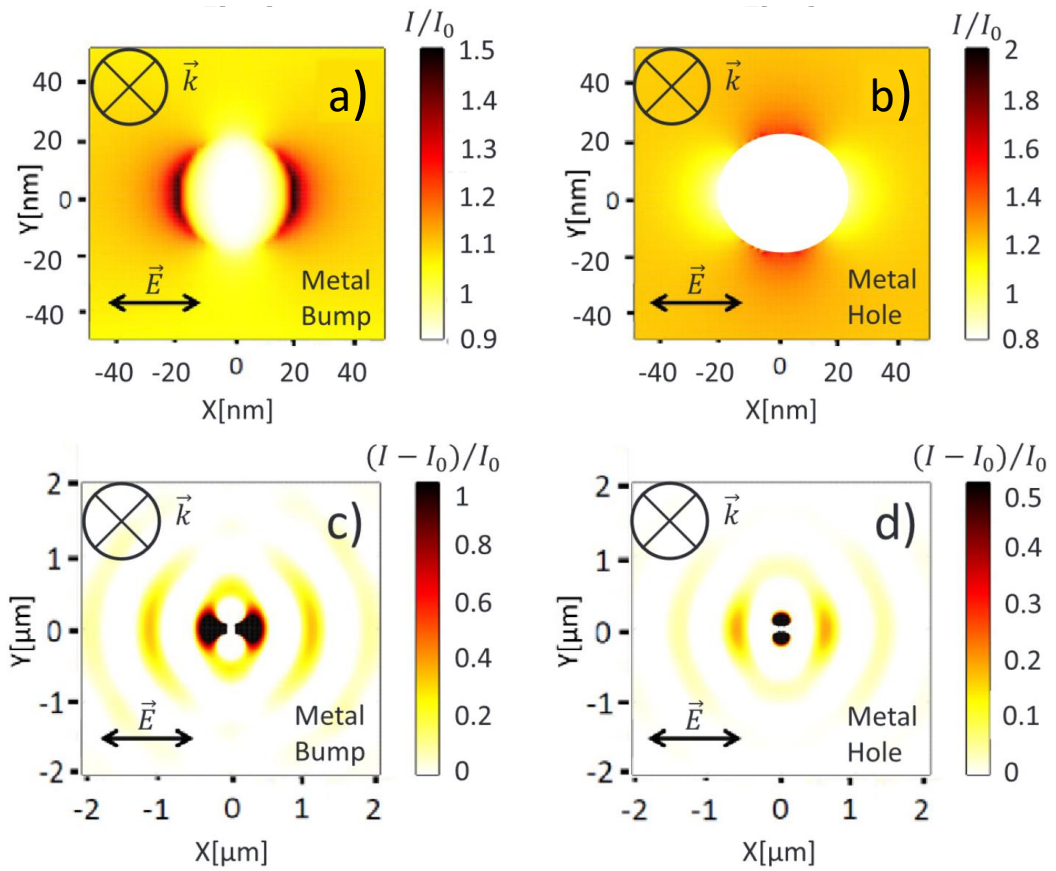 I/I₀
a)
k⃗
40
20
0
-20
-40
Y[nm]
E⃗
Metal
Bump
-40 -20 0 20 40
X[nm]
1.5
1.4
1.3
1.2
1.1
1
0.9
I/I₀
b)
k⃗
40
20
0
-20
-40
Y[nm]
E⃗
Metal
Hole
-40 -20 0 20 40
X[nm]
2
1.8
1.6
1.4
1.2
1
0.8
(I − I₀)/I₀
c)
k⃗
2
1
0
-1
-2
Y[μm]
E⃗
Metal
Bump
-2 -1 0 1 2
X[μm]
1
0.8
0.6
0.4
0.2
0
(I − I₀)/I₀
d)
k⃗
2
1
0
-1
-2
Y[μm]
E⃗
Metal
Hole
-2 -1 0 1 2
X[μm]
0.5
0.4
0.3
0.2
0.1
0